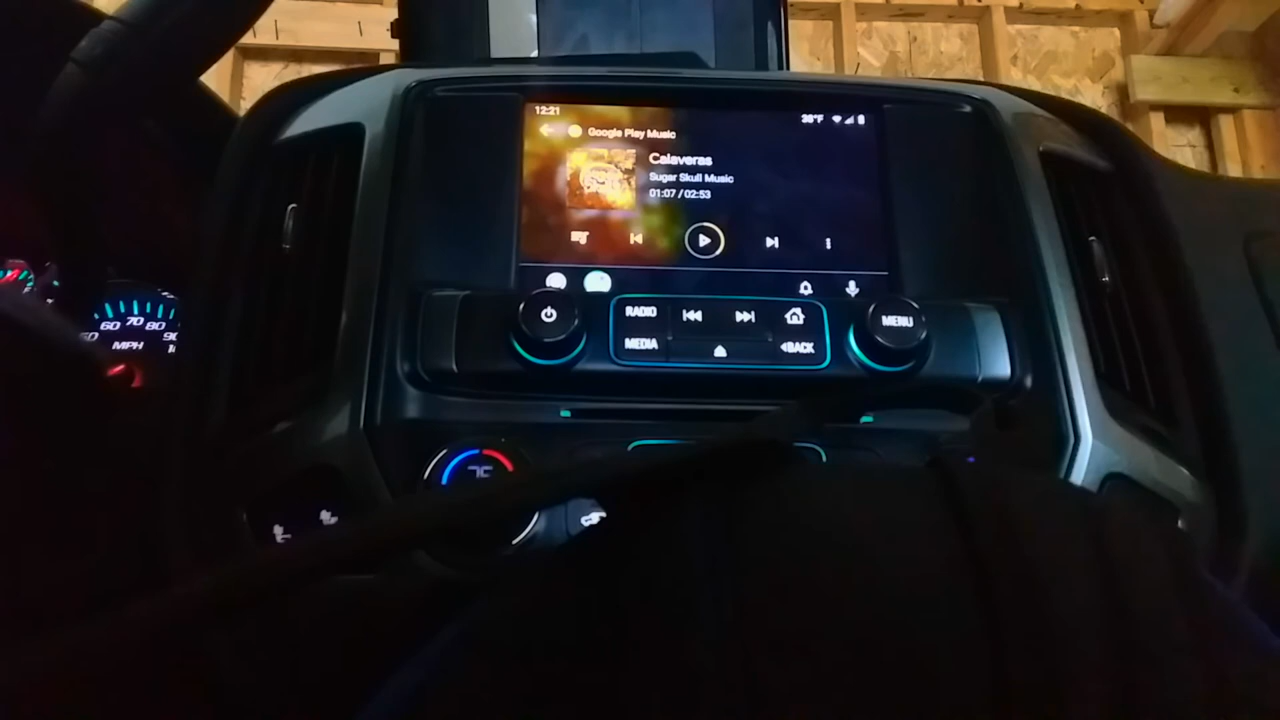 12:21
38°F
Google Play Music
Calaveras
Sugar Skull Music
01:07 / 02:53
RADIO
MENU
MEDIA
BACK
60 70 80
90
MPH